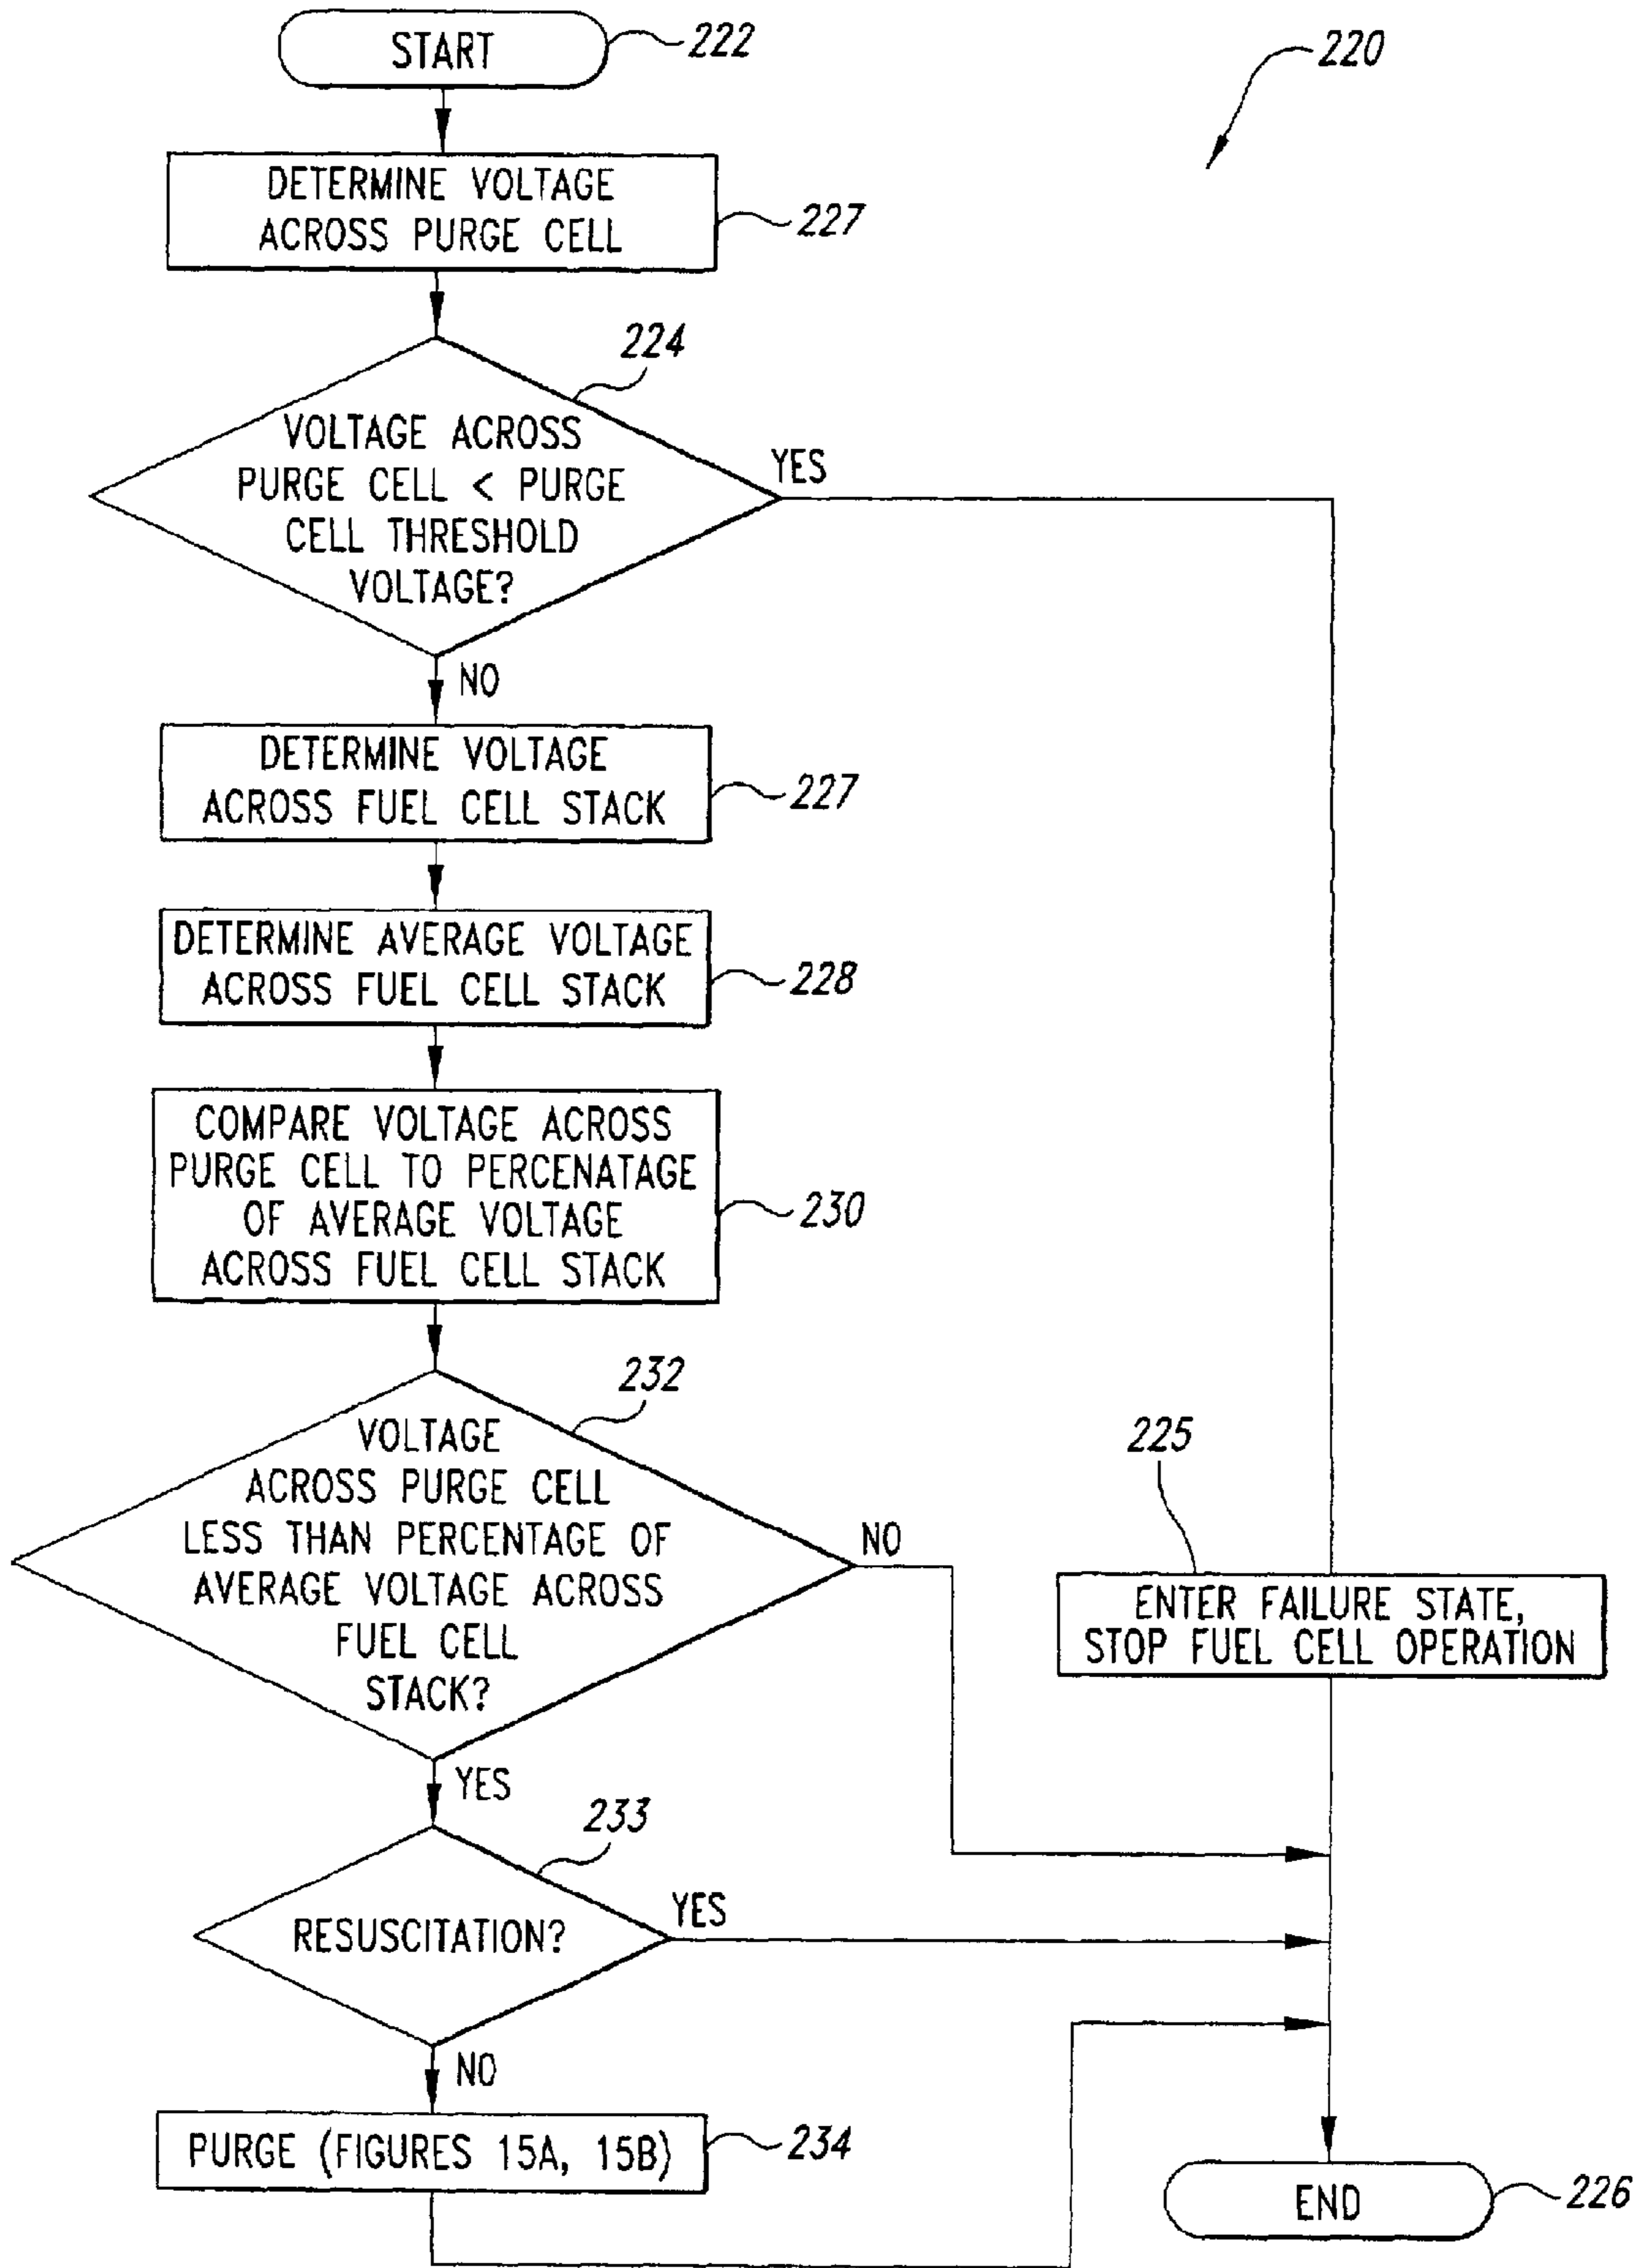 START
222
220
DETERMINE VOLTAGE
ACROSS PURGE CELL
227
224
VOLTAGE ACROSS
PURGE CELL < PURGE
CELL THRESHOLD
VOLTAGE?
YES
NO
DETERMINE VOLTAGE
ACROSS FUEL CELL STACK
227
DETERMINE AVERAGE VOLTAGE
ACROSS FUEL CELL STACK
228
COMPARE VOLTAGE ACROSS
PURGE CELL TO PERCENATAGE
OF AVERAGE VOLTAGE
ACROSS FUEL CELL STACK
230
232
VOLTAGE
ACROSS PURGE CELL
LESS THAN PERCENTAGE OF
AVERAGE VOLTAGE ACROSS
FUEL CELL
STACK?
NO
YES
225
ENTER FAILURE STATE,
STOP FUEL CELL OPERATION
233
RESUSCITATION?
YES
NO
PURGE (FIGURES 15A, 15B)
234
END
226